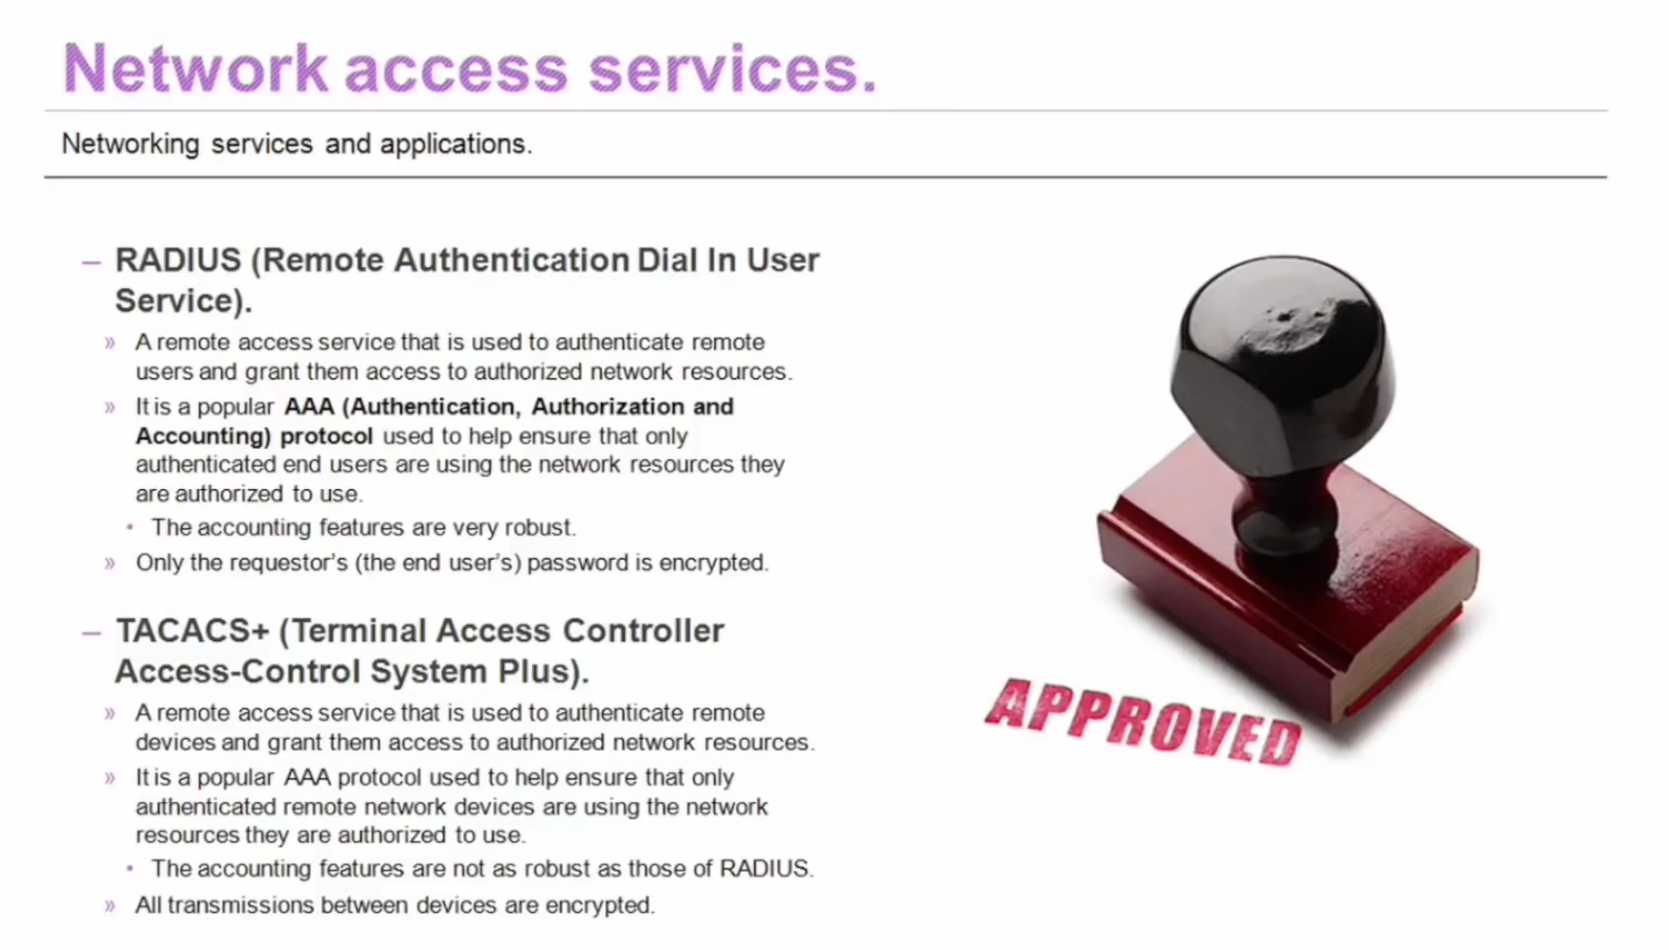 Network access services.
Networking services and applications.
– RADIUS (Remote Authentication Dial In User
Service).
» A remote access service that is used to authenticate remote
users and grant them access to authorized network resources.
» It is a popular AAA (Authentication, Authorization and
Accounting) protocol used to help ensure that only
authenticated end users are using the network resources they
are authorized to use.
• The accounting features are very robust.
» Only the requestor's (the end user's) password is encrypted.
– TACACS+ (Terminal Access Controller
Access-Control System Plus).
» A remote access service that is used to authenticate remote
devices and grant them access to authorized network resources.
» It is a popular AAA protocol used to help ensure that only
authenticated remote network devices are using the network
resources they are authorized to use.
• The accounting features are not as robust as those of RADIUS.
» All transmissions between devices are encrypted.
APPROVED